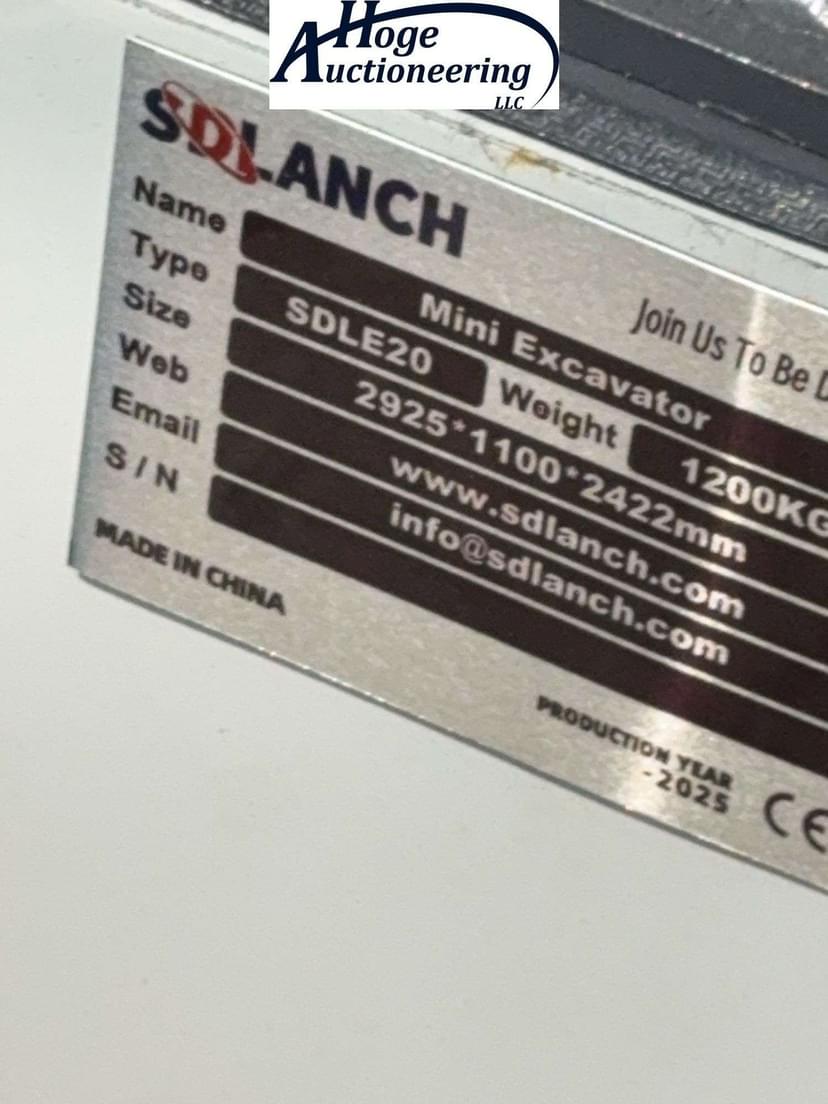 Hoge
Auctioneering
LLC
SDLANCH
Join Us To Be
Name Mini Excavator
Type SDLE20 Weight 1200KG
Size 2925*1100*2422mm
Web www.sdlanch.com
Email info@sdlanch.com
S / N
MADE IN CHINA
PRODUCTION YEAR
-2025
CE